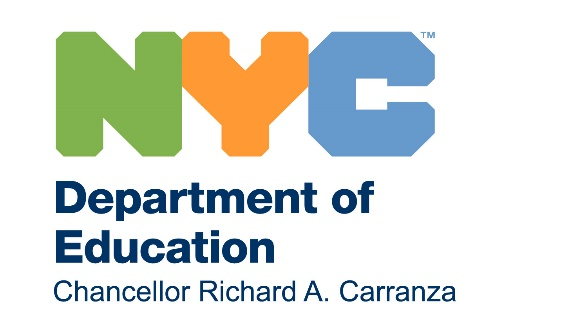 NYC™
Department of
Education
Chancellor Richard A. Carranza